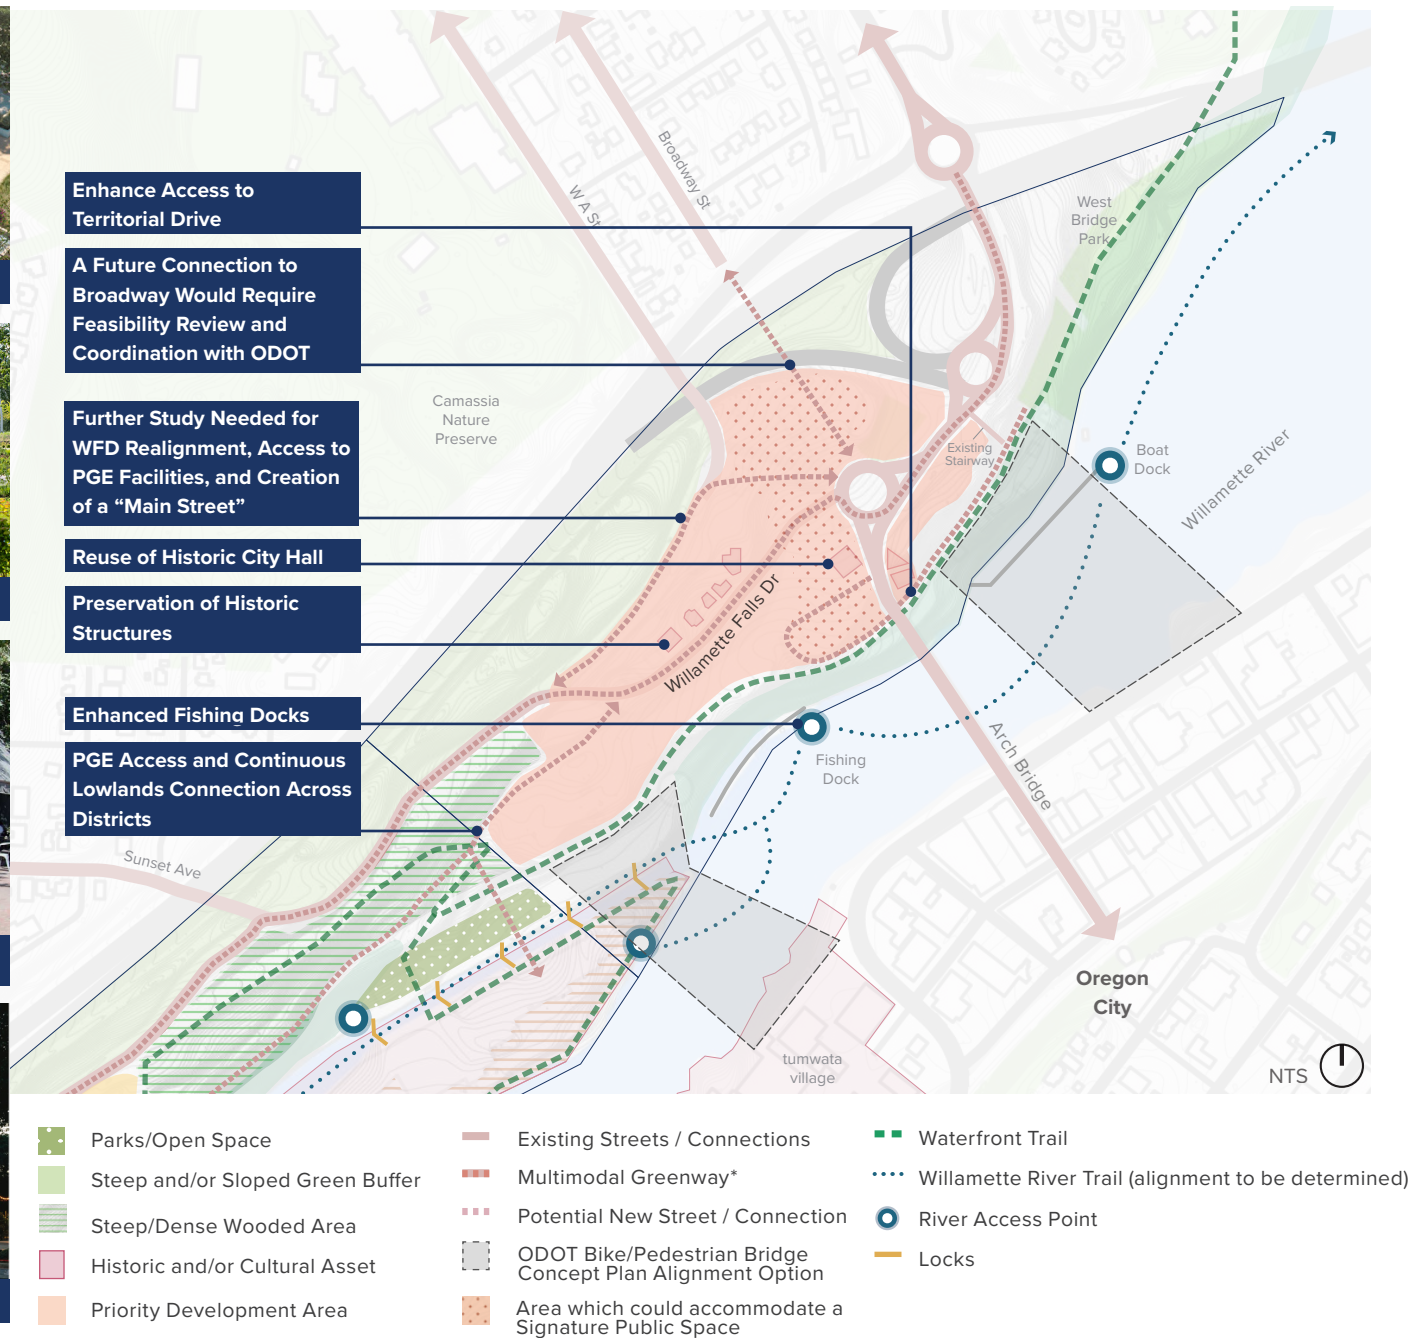 Enhance Access to
Territorial Drive
A Future Connection to
Broadway Would Require
Feasibility Review and
Coordination with ODOT
Further Study Needed for
WFD Realignment, Access to
PGE Facilities, and Creation
of a “Main Street”
Reuse of Historic City Hall
Preservation of Historic
Structures
Enhanced Fishing Docks
PGE Access and Continuous
Lowlands Connection Across
Districts
W A St
Broadway St
West
Bridge
Park
Camassia
Nature
Preserve
Existing
Stairway
Boat
Dock
Willamette River
Willamette Falls Dr
Fishing
Dock
Arch Bridge
Sunset Ave
Oregon
City
tumwata
village
NTS
Parks/Open Space
Steep and/or Sloped Green Buffer
Steep/Dense Wooded Area
Historic and/or Cultural Asset
Priority Development Area
Existing Streets / Connections
Multimodal Greenway*
Potential New Street / Connection
ODOT Bike/Pedestrian Bridge
Concept Plan Alignment Option
Area which could accommodate a
Signature Public Space
Waterfront Trail
Willamette River Trail (alignment to be determined)
River Access Point
Locks